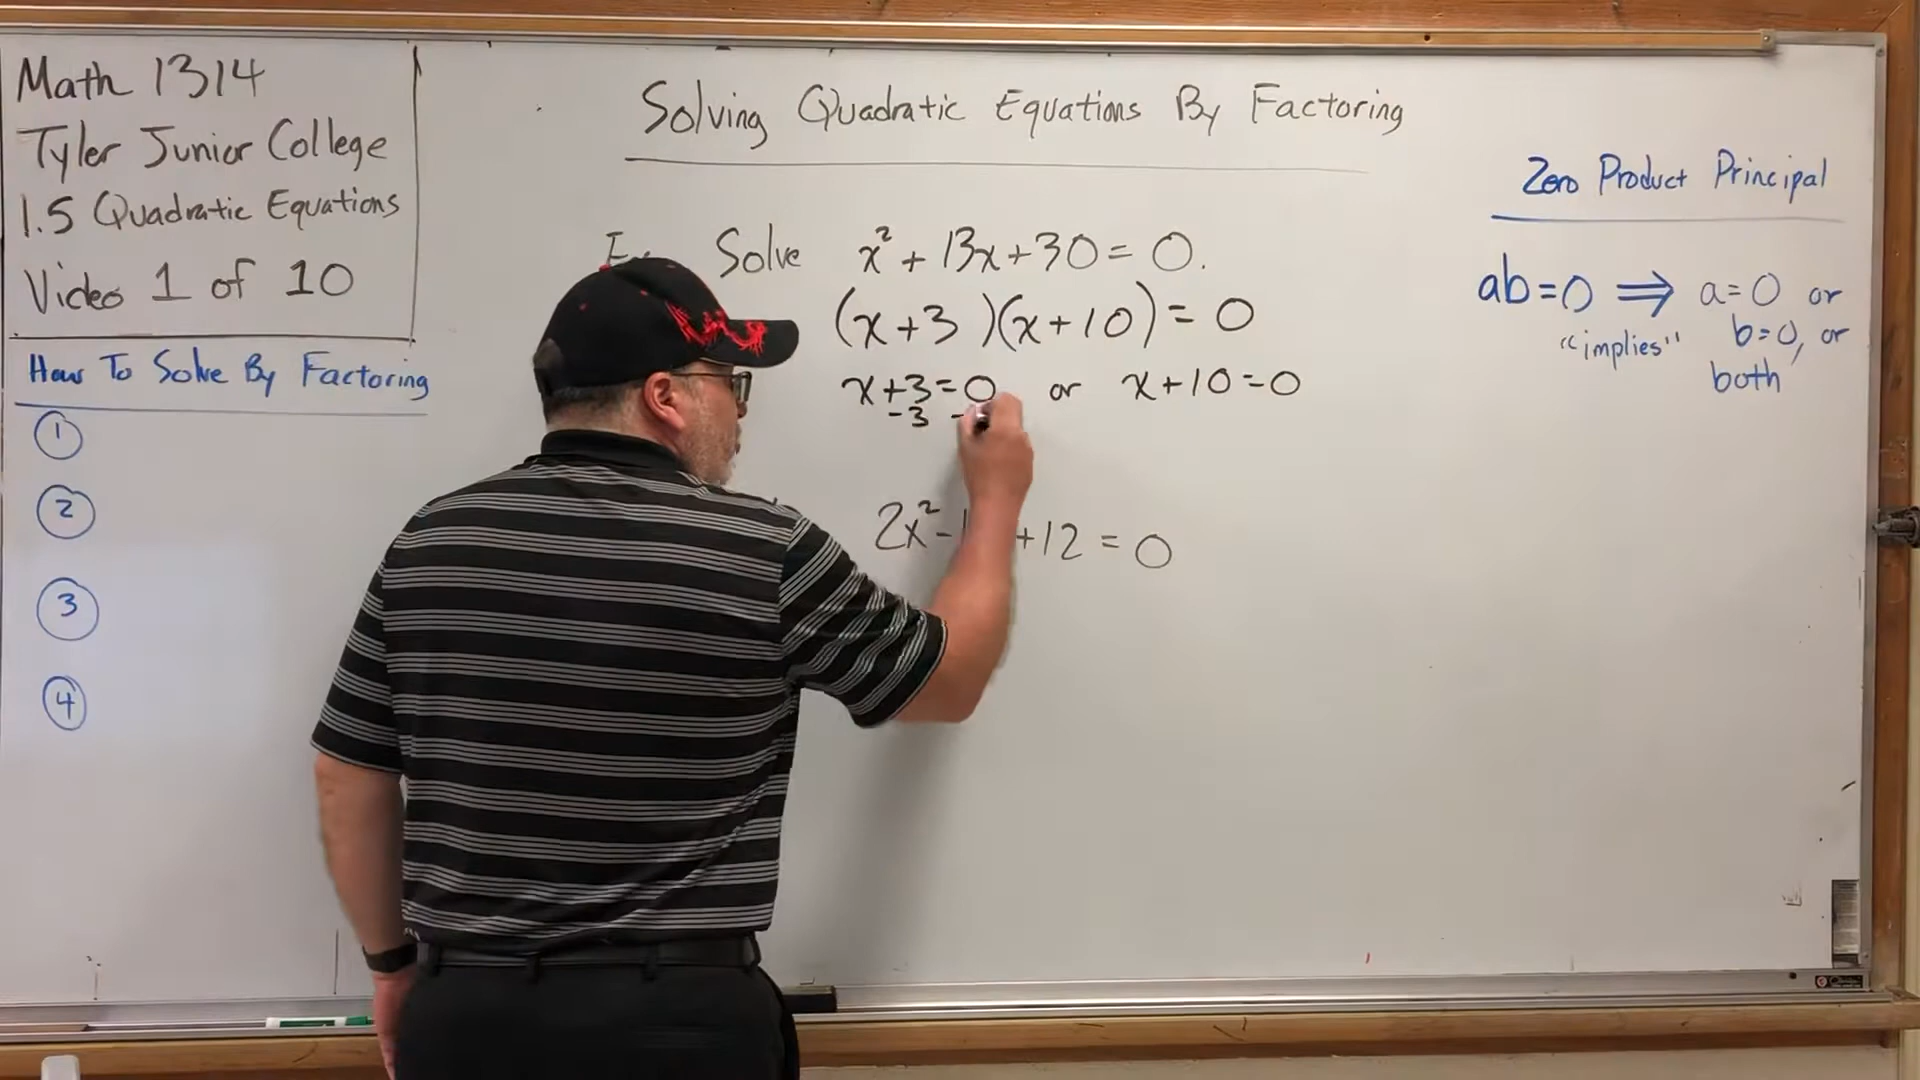 Math 1314
Tyler Junior College
1.5 Quadratic Equations
Video 1 of 10
How To Solve By Factoring
1
2
3
4
Solving Quadratic Equations By Factoring
Solve x² + 13x + 30 = 0.
(x + 3 )(x + 10) = 0
x + 3 = 0 or x + 10 = 0
-3 -
2x² - + 12 = 0
Zero Product Principal
ab = 0 ⟹ a = 0 or
"implies" b = 0, or
both